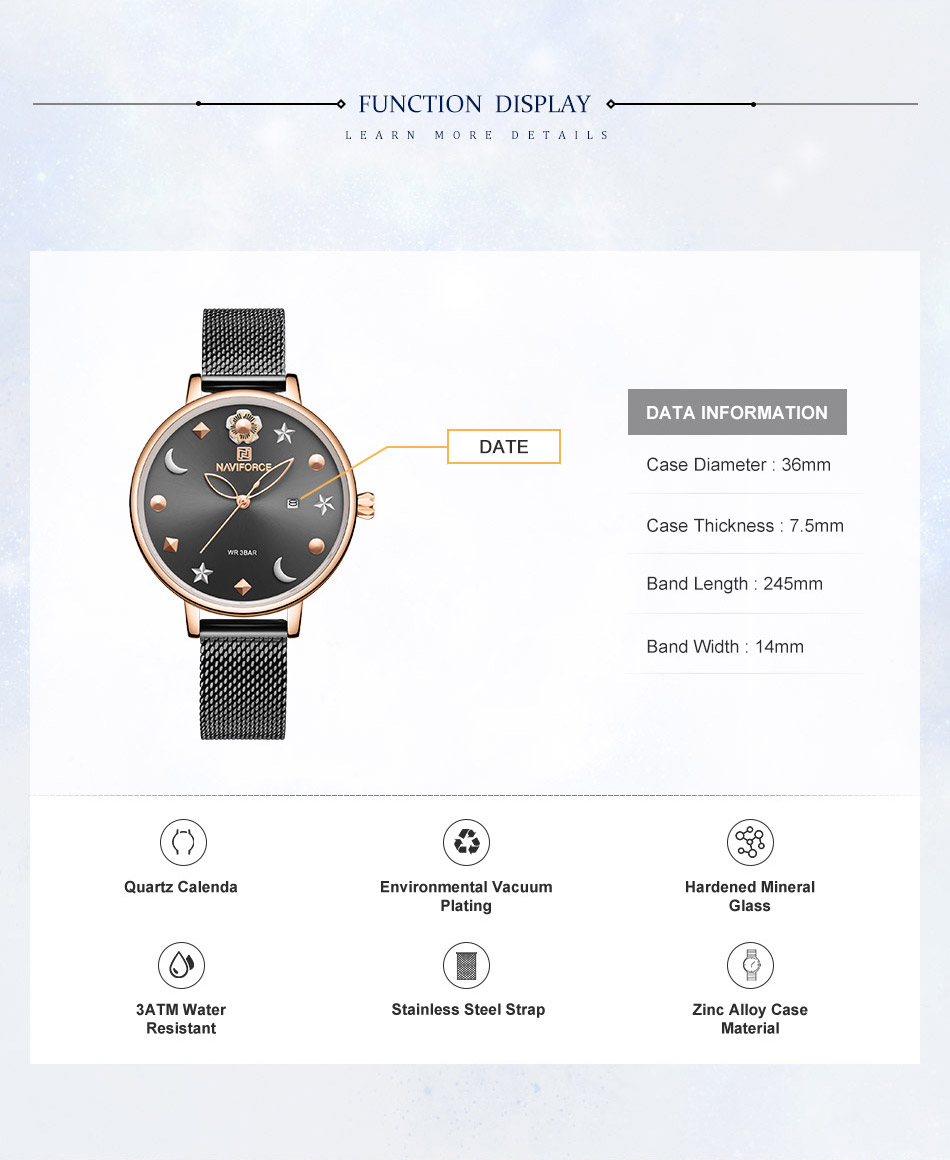 FUNCTION DISPLAY
LEARN MORE DETAILS
NAVIFORCE
WR 3BAR
8
DATE
DATA INFORMATION
Case Diameter : 36mm
Case Thickness : 7.5mm
Band Length : 245mm
Band Width : 14mm
Quartz Calenda
Environmental Vacuum
Plating
Hardened Mineral
Glass
3ATM Water
Resistant
Stainless Steel Strap
Zinc Alloy Case
Material